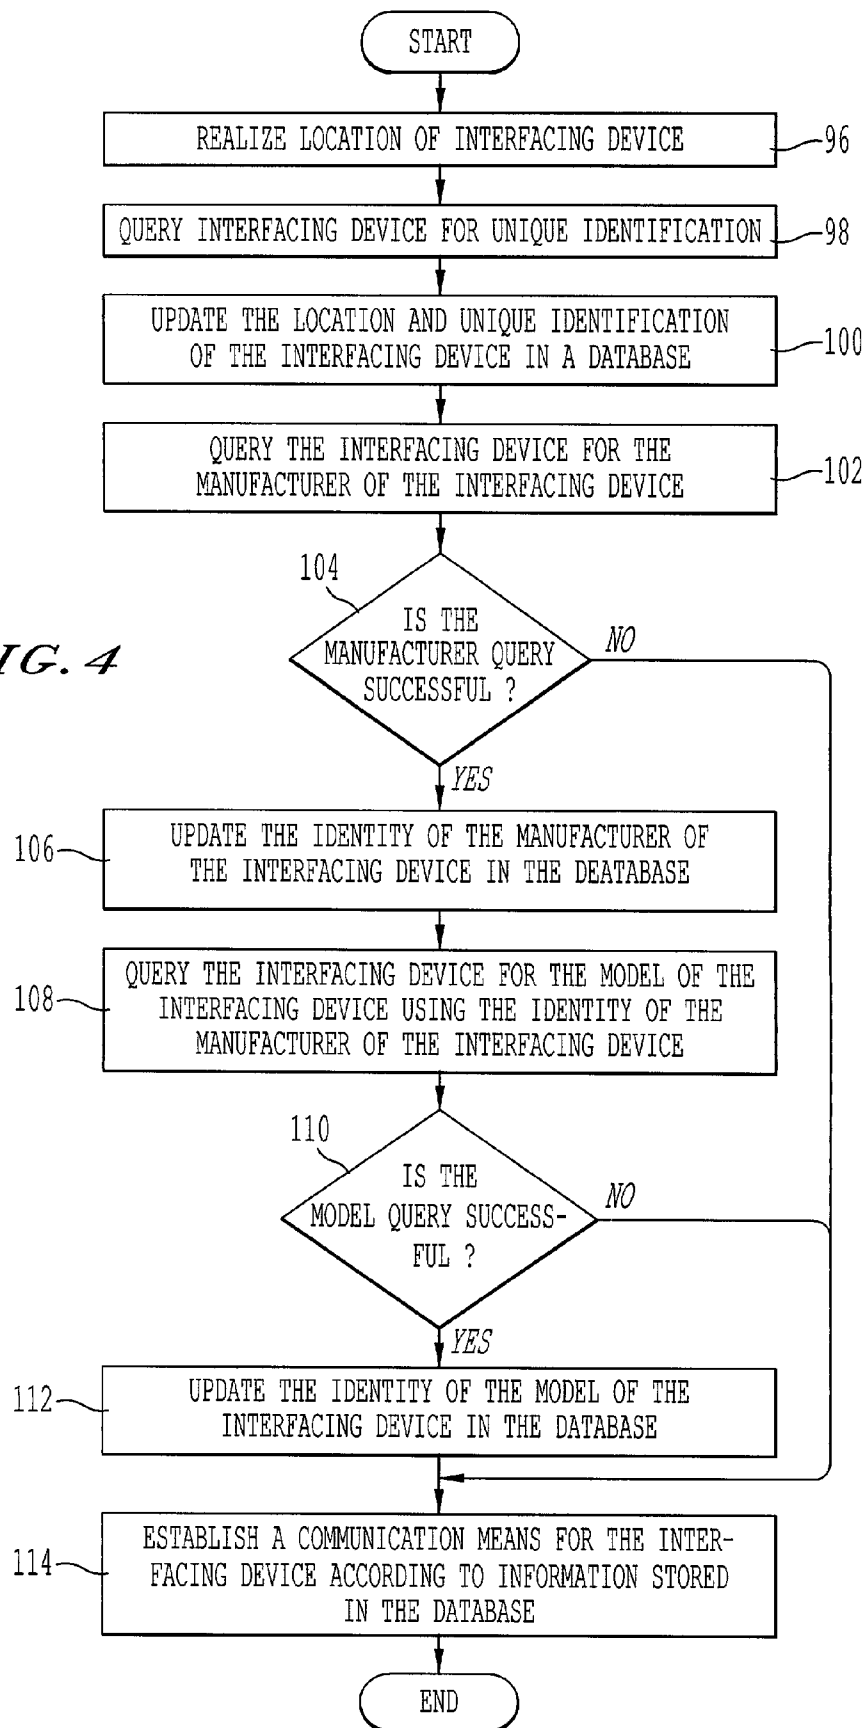 START
REALIZE LOCATION OF INTERFACING DEVICE
96
QUERY INTERFACING DEVICE FOR UNIQUE IDENTIFICATION
98
UPDATE THE LOCATION AND UNIQUE IDENTIFICATION
OF THE INTERFACING DEVICE IN A DATABASE
100
QUERY THE INTERFACING DEVICE FOR THE
MANUFACTURER OF THE INTERFACING DEVICE
102
104
IS THE
MANUFACTURER QUERY
SUCCESSFUL ?
NO
IG. 4
YES
106
UPDATE THE IDENTITY OF THE MANUFACTURER OF
THE INTERFACING DEVICE IN THE DEATABASE
108
QUERY THE INTERFACING DEVICE FOR THE MODEL OF THE
INTERFACING DEVICE USING THE IDENTITY OF THE
MANUFACTURER OF THE INTERFACING DEVICE
110
IS THE
MODEL QUERY SUCCESS-
FUL ?
NO
YES
112
UPDATE THE IDENTITY OF THE MODEL OF THE
INTERFACING DEVICE IN THE DATABASE
114
ESTABLISH A COMMUNICATION MEANS FOR THE INTER-
FACING DEVICE ACCORDING TO INFORMATION STORED
IN THE DATABASE
END